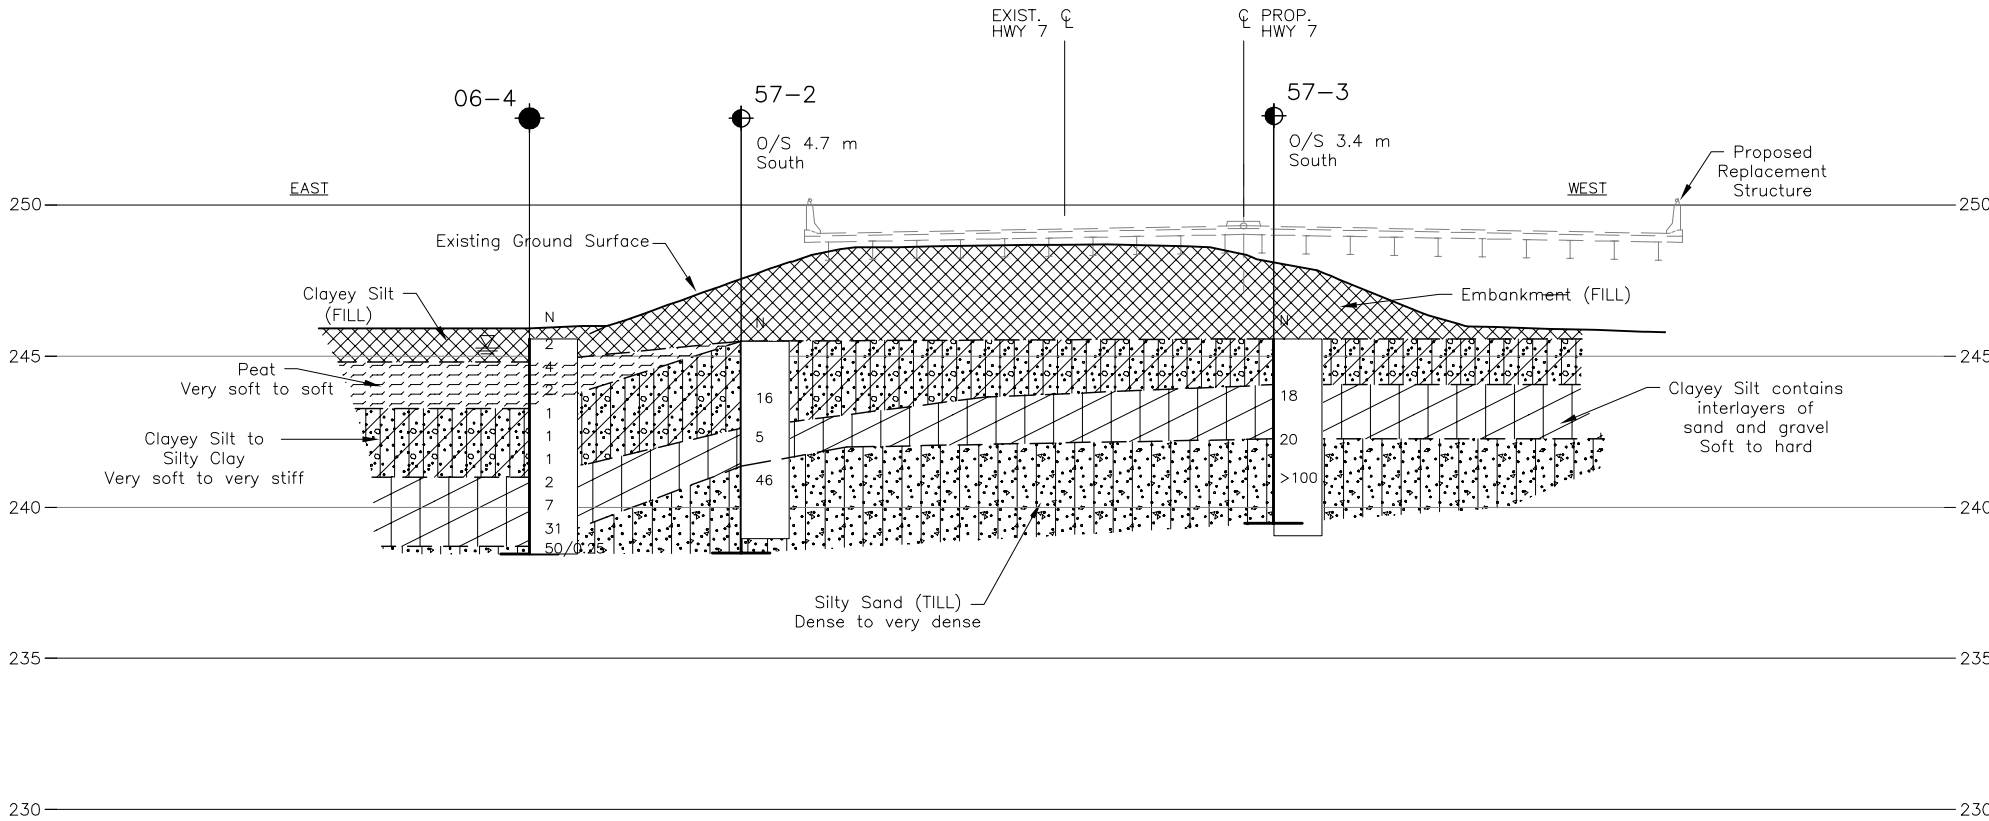 EXIST. ℄
HWY 7
℄ PROP.
HWY 7
06-4
57-2
O/S 4.7 m
South
57-3
O/S 3.4 m
South
Proposed
Replacement
Structure
EAST
WEST
250
250
Existing Ground Surface
Clayey Silt
(FILL)
Embankment (FILL)
N
2
4
2
1
1
1
2
7
31
50/0.25
N
16
5
46
N
18
20
>100
245
245
Peat
Very soft to soft
Clayey Silt to
Silty Clay
Very soft to very stiff
Clayey Silt contains
interlayers of
sand and gravel
Soft to hard
240
240
Silty Sand (TILL)
Dense to very dense
235
235
230
230